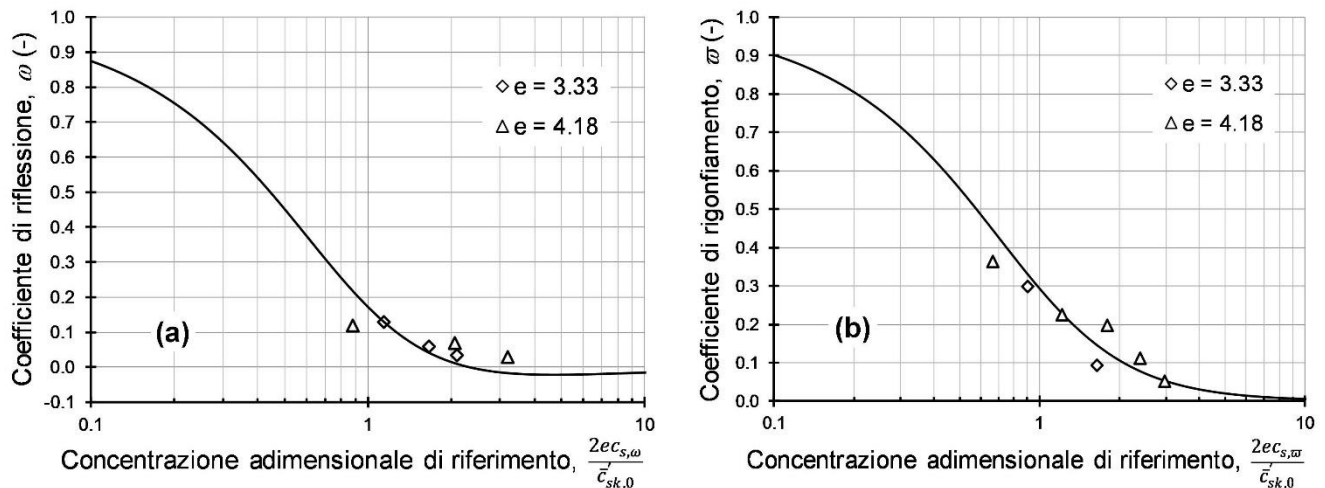 1.0
0.9
0.8
0.7
0.6
0.5
0.4
0.3
0.2
0.1
0.0
-0.1
Coefficiente di riflessione, ω (-)
◇ e = 3.33
△ e = 4.18
(a)
0.1 1 10
Concentrazione adimensionale di riferimento, 2ec_{s,ω} / c̄'_{sk,0}
1.0
0.9
0.8
0.7
0.6
0.5
0.4
0.3
0.2
0.1
0.0
Coefficiente di rigonfiamento, ϖ (-)
◇ e = 3.33
△ e = 4.18
(b)
0.1 1 10
Concentrazione adimensionale di riferimento, 2ec_{s,ϖ} / c̄'_{sk,0}